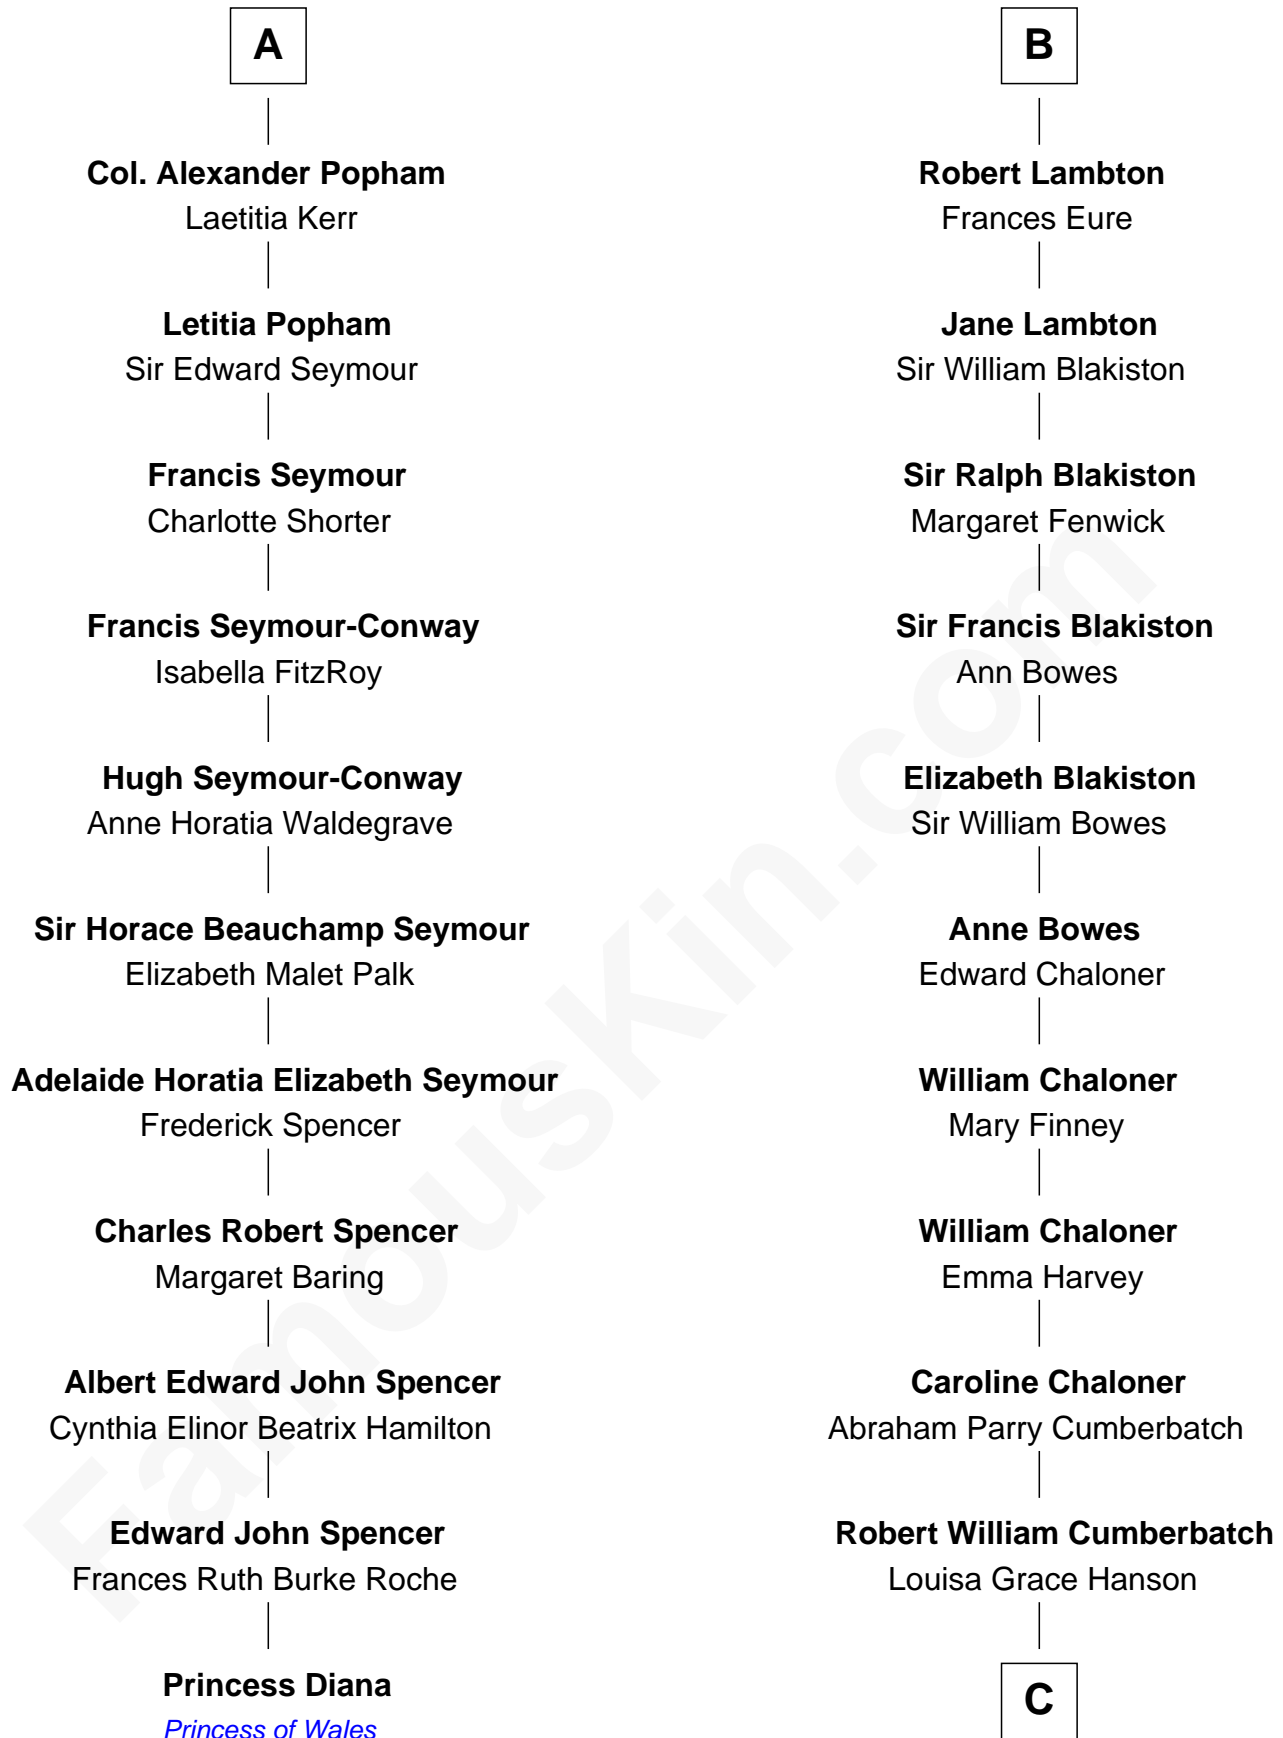 A
Col. Alexander Popham
Laetitia Kerr
Letitia Popham
Sir Edward Seymour
Francis Seymour
Charlotte Shorter
Francis Seymour-Conway
Isabella FitzRoy
Hugh Seymour-Conway
Anne Horatia Waldegrave
Sir Horace Beauchamp Seymour
Elizabeth Malet Palk
Adelaide Horatia Elizabeth Seymour
Frederick Spencer
Charles Robert Spencer
Margaret Baring
Albert Edward John Spencer
Cynthia Elinor Beatrix Hamilton
Edward John Spencer
Frances Ruth Burke Roche
Princess Diana
Princess of Wales
B
Robert Lambton
Frances Eure
Jane Lambton
Sir William Blakiston
Sir Ralph Blakiston
Margaret Fenwick
Sir Francis Blakiston
Ann Bowes
Elizabeth Blakiston
Sir William Bowes
Anne Bowes
Edward Chaloner
William Chaloner
Mary Finney
William Chaloner
Emma Harvey
Caroline Chaloner
Abraham Parry Cumberbatch
Robert William Cumberbatch
Louisa Grace Hanson
C
FamousKin.com